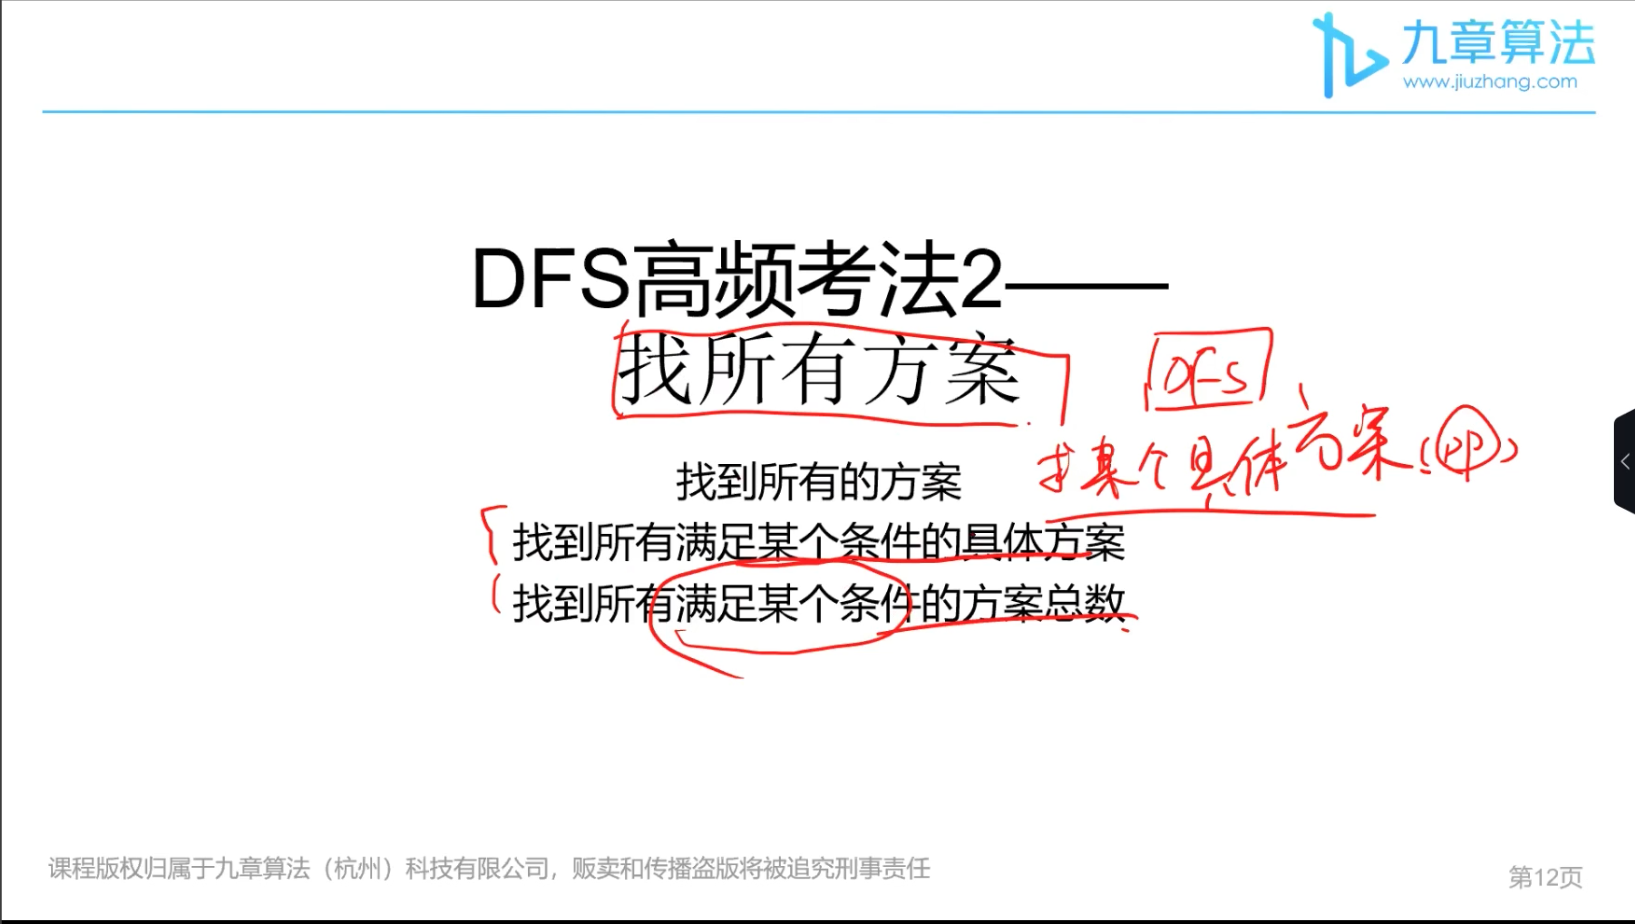 九章算法
www.jiuzhang.com
DFS高频考法2——
找所有方案
DFS
求某个具体方案(DP)
找到所有的方案
找到所有满足某个条件的具体方案
找到所有满足某个条件的方案总数
课程版权归属于九章算法（杭州）科技有限公司，贩卖和传播盗版将被追究刑事责任
第12页